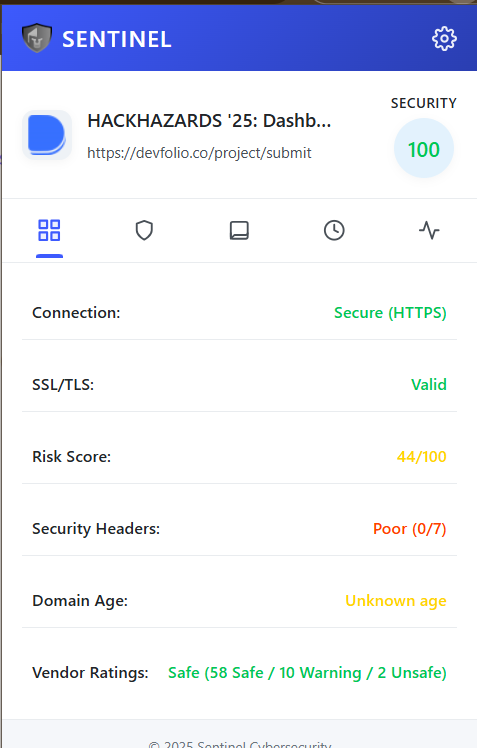 SENTINEL
SECURITY
HACKHAZARDS '25: Dashb...
https://devfolio.co/project/submit
100
Connection: Secure (HTTPS)
SSL/TLS: Valid
Risk Score: 44/100
Security Headers: Poor (0/7)
Domain Age: Unknown age
Vendor Ratings: Safe (58 Safe / 10 Warning / 2 Unsafe)
© 2025 Sentinel Cybersecurity